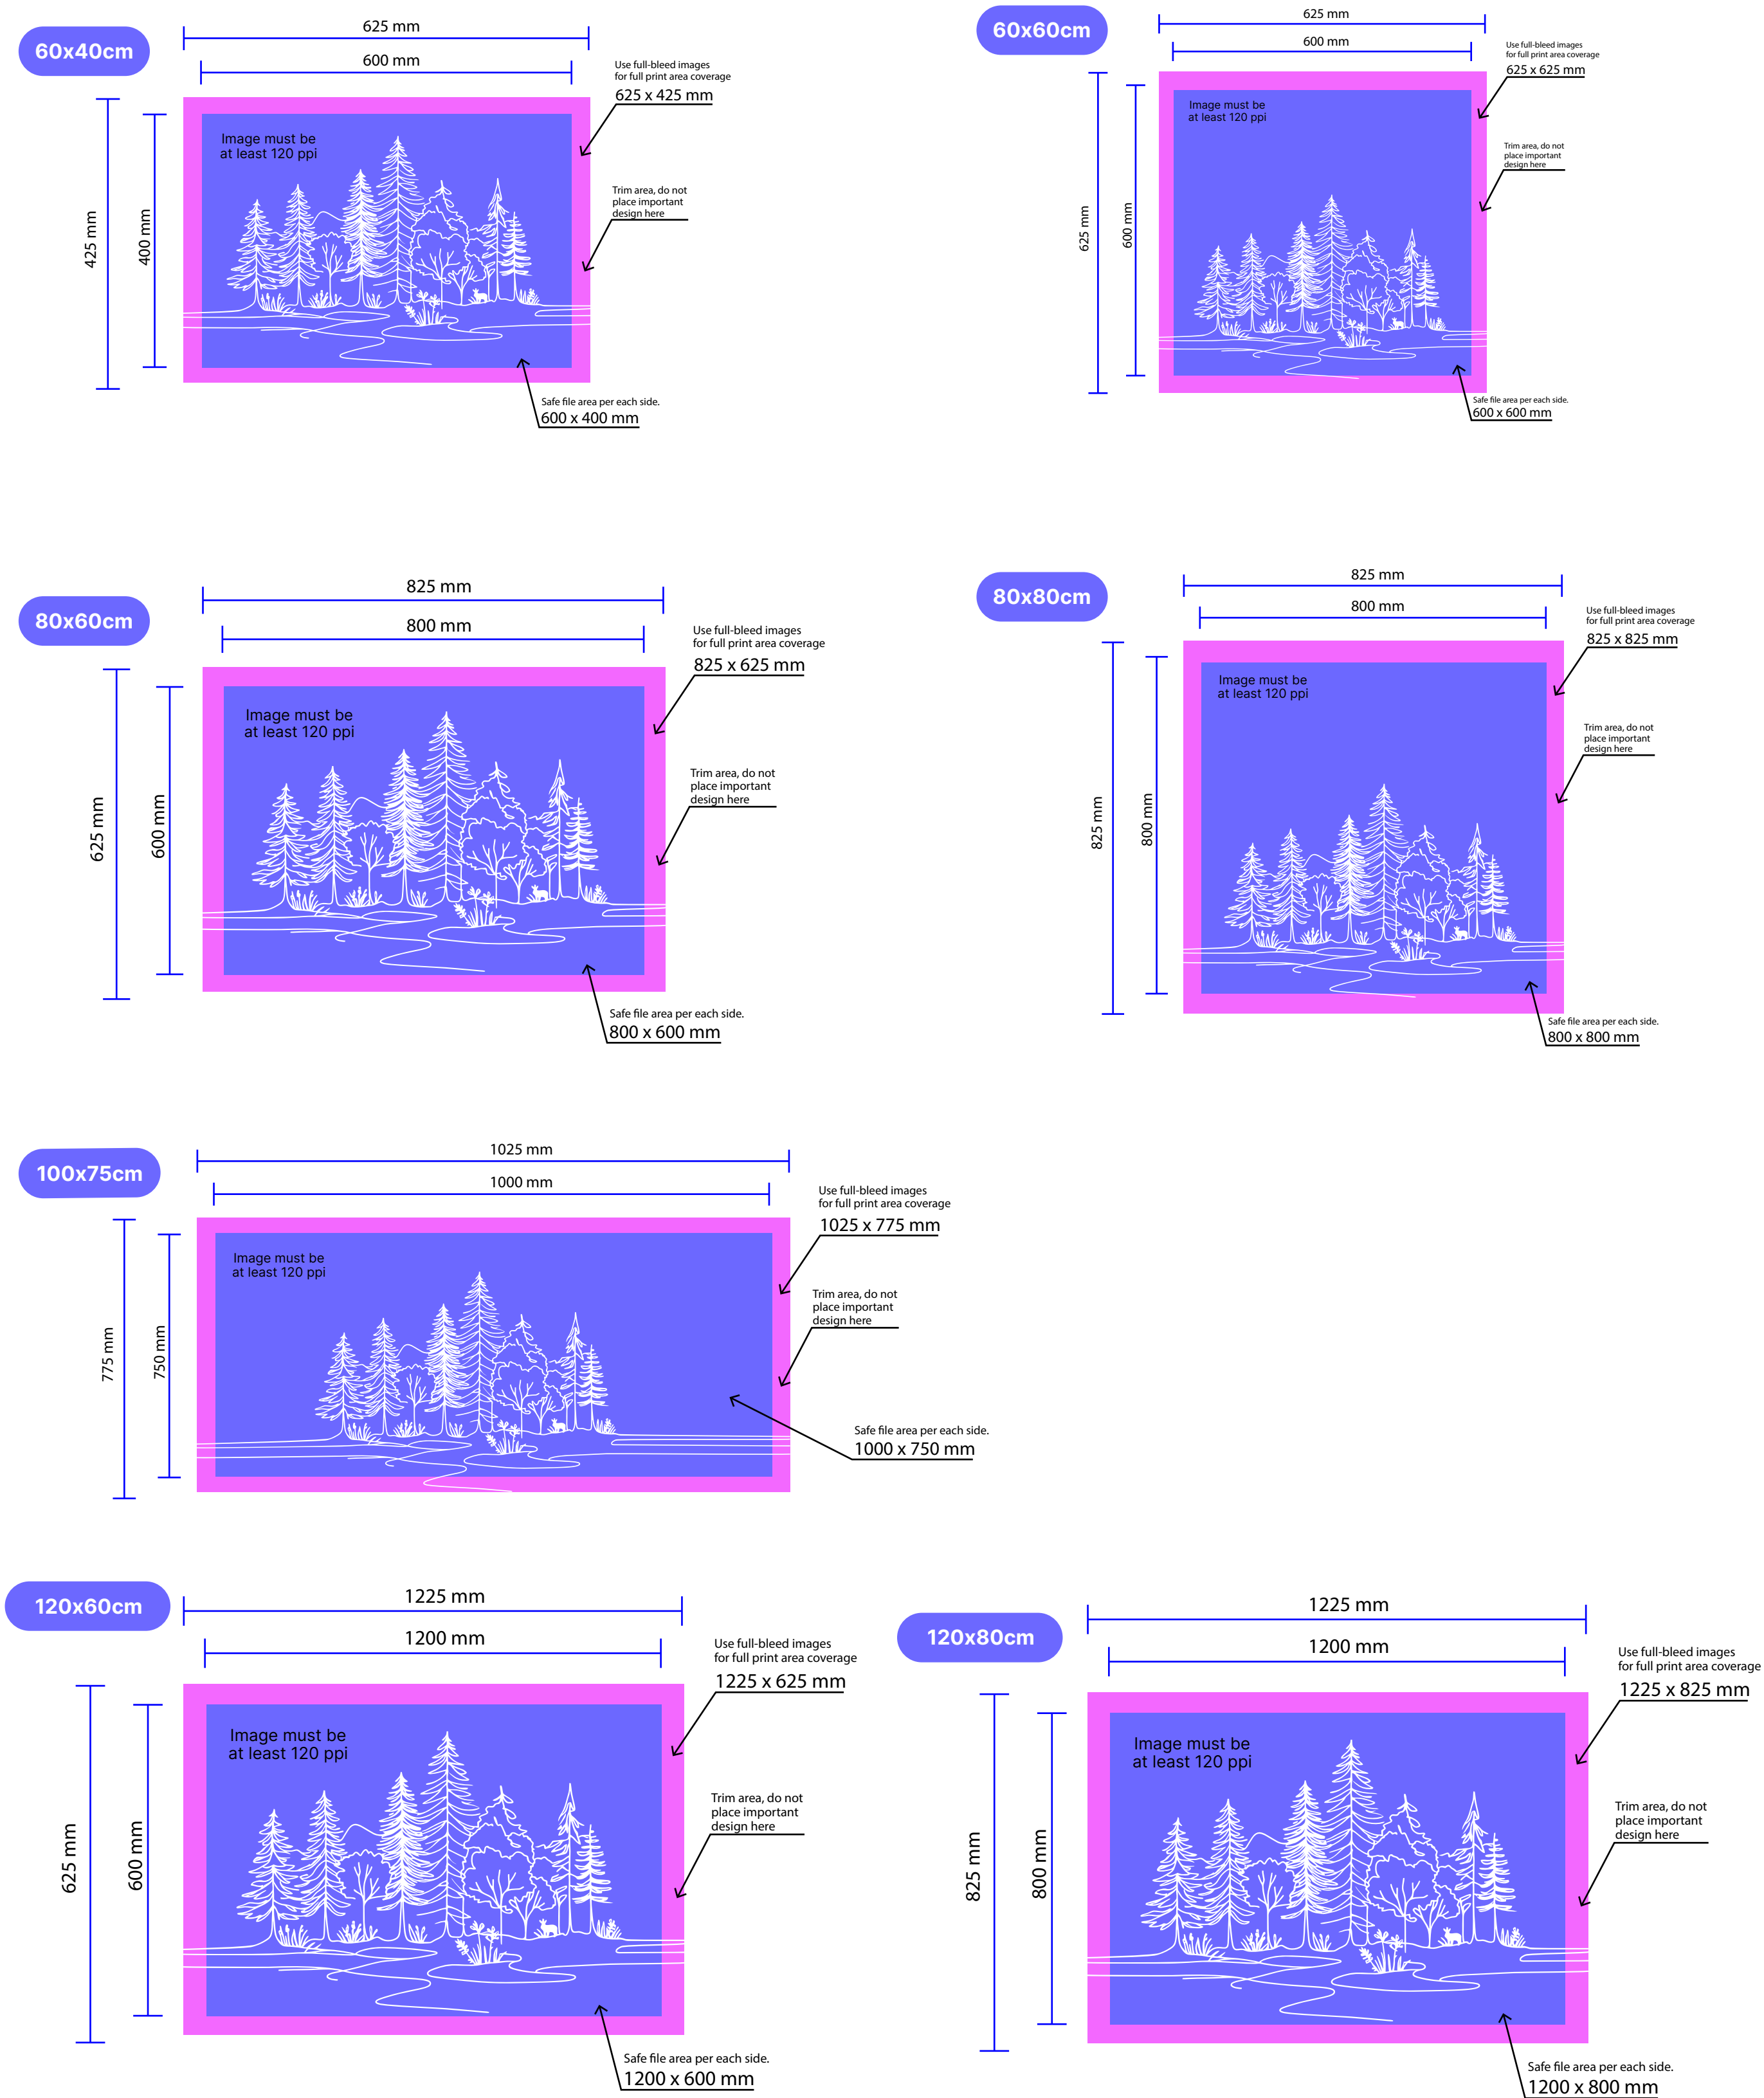 60x40cm
625 mm
600 mm
425 mm
400 mm
Image must be
at least 120 ppi
Use full-bleed images
for full print area coverage
625 x 425 mm
Trim area, do not
place important
design here
Safe file area per each side.
600 x 400 mm
60x60cm
625 mm
600 mm
625 mm
600 mm
Image must be
at least 120 ppi
Use full-bleed images
for full print area coverage
625 x 625 mm
Trim area, do not
place important
design here
Safe file area per each side.
600 x 600 mm
80x60cm
825 mm
800 mm
625 mm
600 mm
Image must be
at least 120 ppi
Use full-bleed images
for full print area coverage
825 x 625 mm
Trim area, do not
place important
design here
Safe file area per each side.
800 x 600 mm
80x80cm
825 mm
800 mm
825 mm
800 mm
Image must be
at least 120 ppi
Use full-bleed images
for full print area coverage
825 x 825 mm
Trim area, do not
place important
design here
Safe file area per each side.
800 x 800 mm
100x75cm
1025 mm
1000 mm
775 mm
750 mm
Image must be
at least 120 ppi
Use full-bleed images
for full print area coverage
1025 x 775 mm
Trim area, do not
place important
design here
Safe file area per each side.
1000 x 750 mm
120x60cm
1225 mm
1200 mm
625 mm
600 mm
Image must be
at least 120 ppi
Use full-bleed images
for full print area coverage
1225 x 625 mm
Trim area, do not
place important
design here
Safe file area per each side.
1200 x 600 mm
120x80cm
1225 mm
1200 mm
825 mm
800 mm
Image must be
at least 120 ppi
Use full-bleed images
for full print area coverage
1225 x 825 mm
Trim area, do not
place important
design here
Safe file area per each side.
1200 x 800 mm